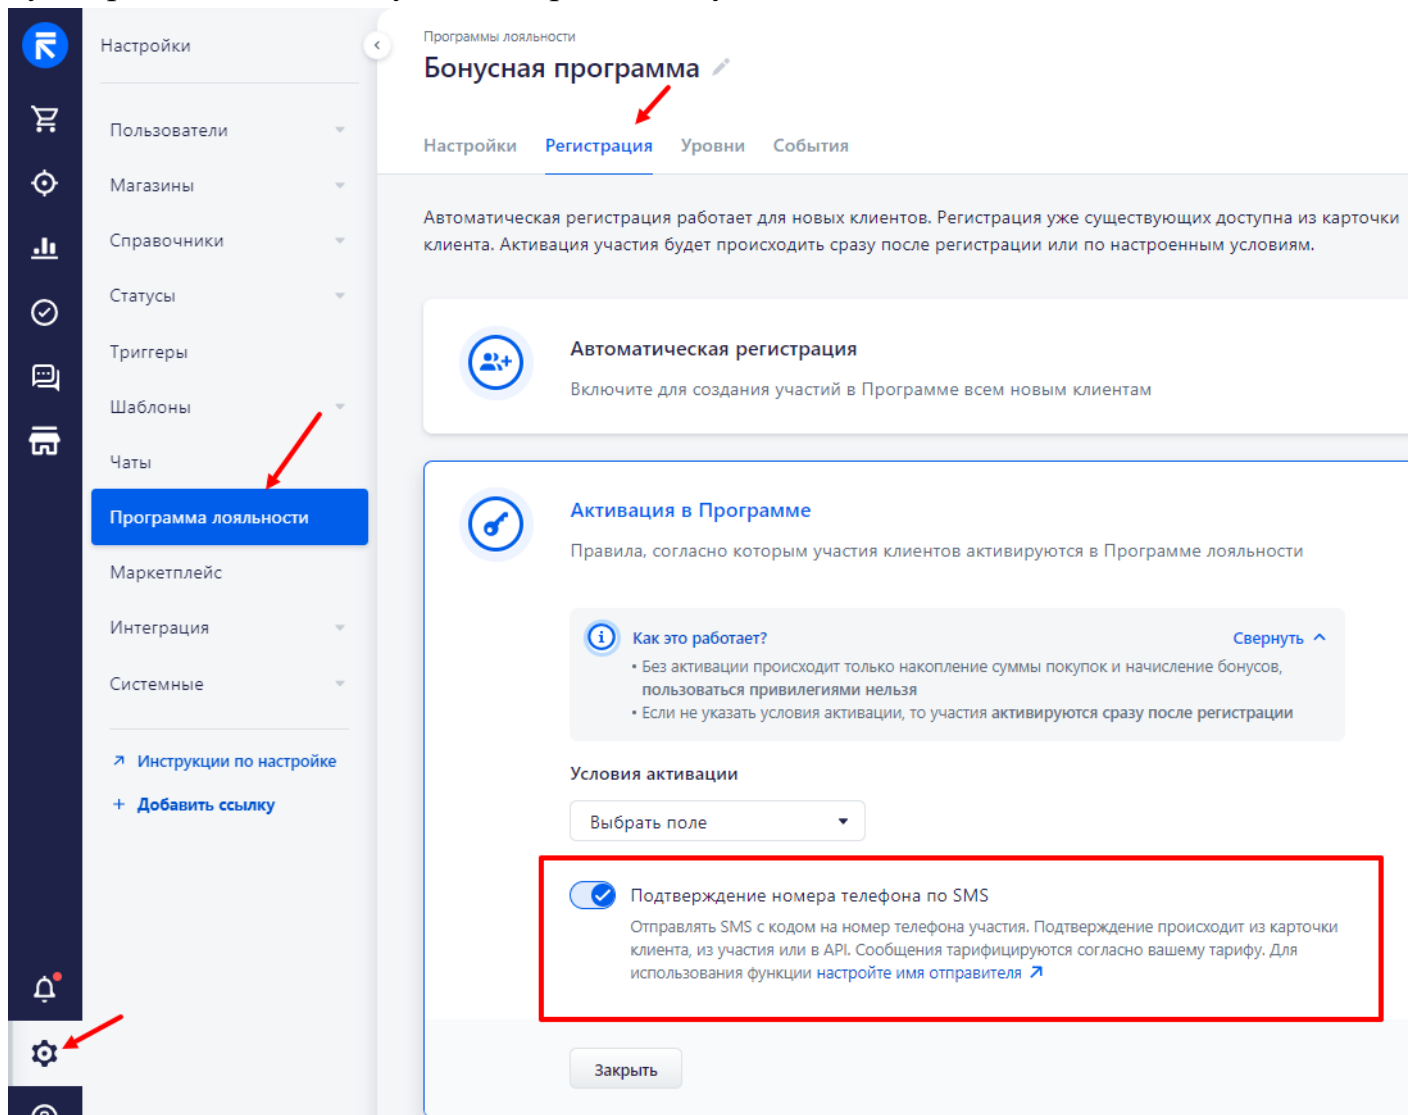 Настройки
Пользователи
Магазины
Справочники
Статусы
Триггеры
Шаблоны
Чаты
Программа лояльности
Маркетплейс
Интеграция
Системные
Инструкции по настройке
+ Добавить ссылку
Программы лояльности
Бонусная программа
Настройки Регистрация Уровни События
Автоматическая регистрация работает для новых клиентов. Регистрация уже существующих доступна из карточки
клиента. Активация участия будет происходить сразу после регистрации или по настроенным условиям.
Автоматическая регистрация
Включите для создания участий в Программе всем новым клиентам
Активация в Программе
Правила, согласно которым участия клиентов активируются в Программе лояльности
Как это работает? Свернуть
• Без активации происходит только накопление суммы покупок и начисление бонусов,
пользоваться привилегиями нельзя
• Если не указать условия активации, то участия активируются сразу после регистрации
Условия активации
Выбрать поле
Подтверждение номера телефона по SMS
Отправлять SMS с кодом на номер телефона участия. Подтверждение происходит из карточки
клиента, из участия или в API. Сообщения тарифицируются согласно вашему тарифу. Для
использования функции настройте имя отправителя
Закрыть